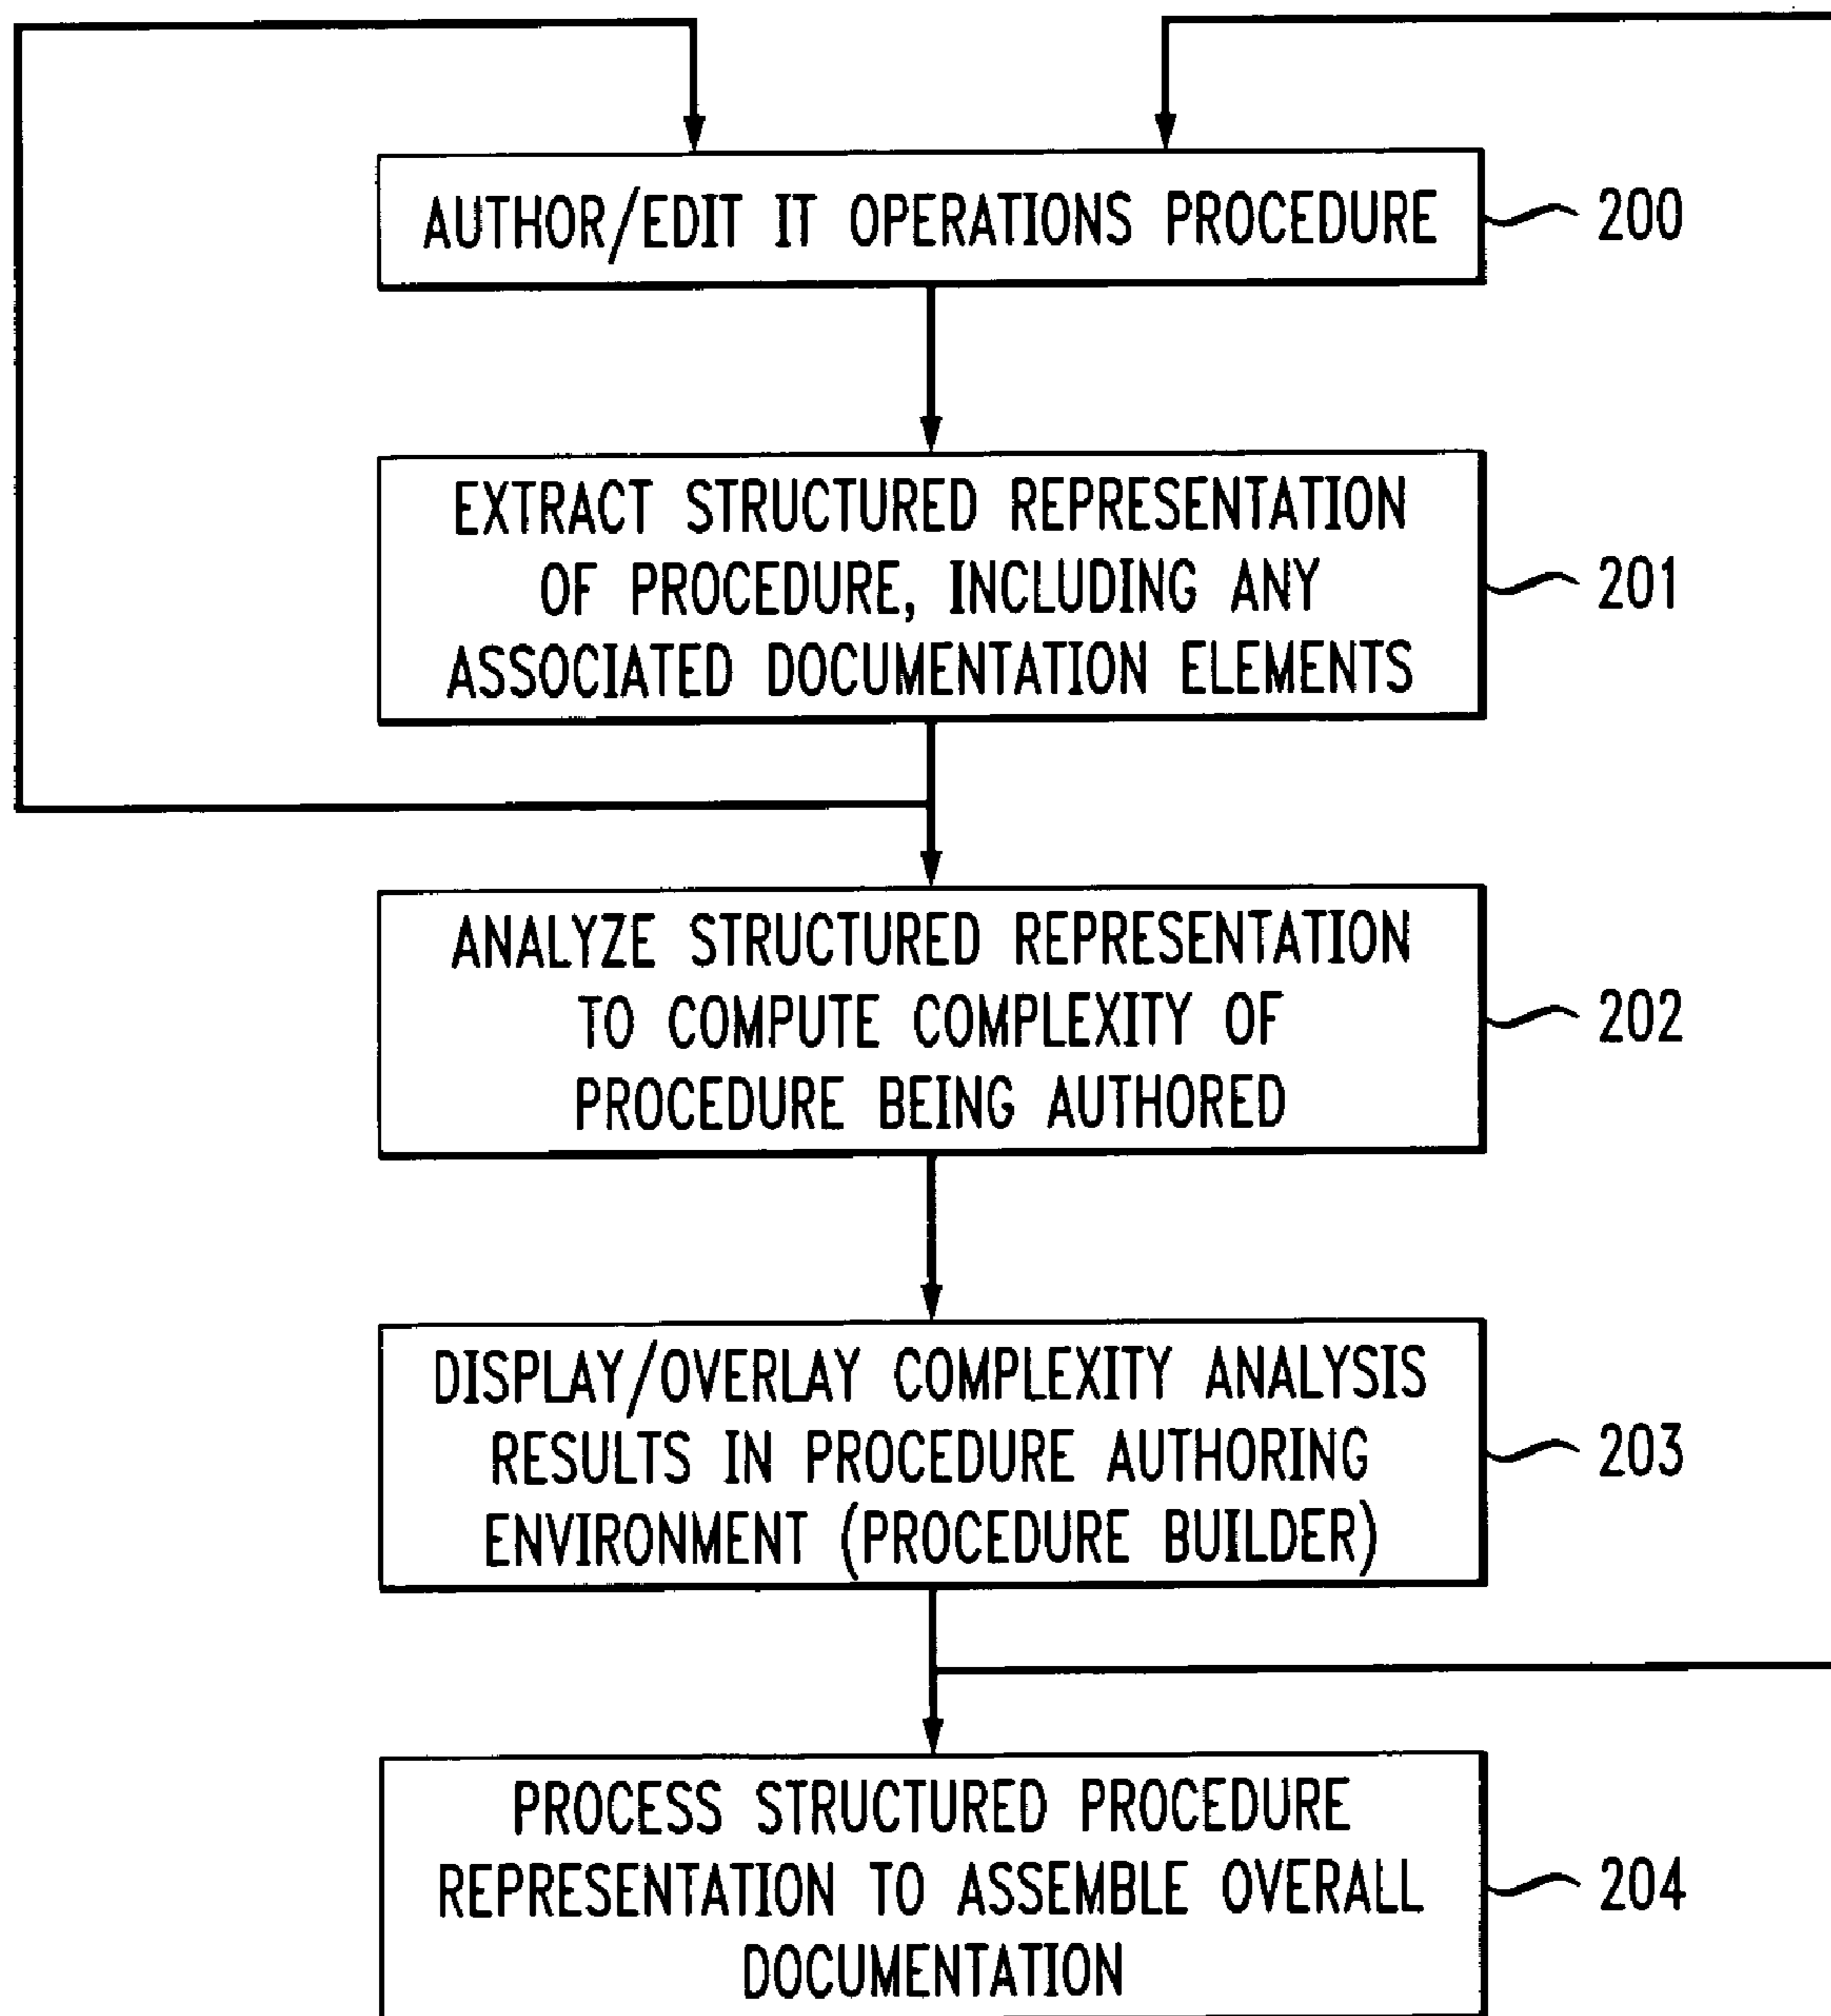 AUTHOR/EDIT IT OPERATIONS PROCEDURE
200
EXTRACT STRUCTURED REPRESENTATION
OF PROCEDURE, INCLUDING ANY
ASSOCIATED DOCUMENTATION ELEMENTS
201
ANALYZE STRUCTURED REPRESENTATION
TO COMPUTE COMPLEXITY OF
PROCEDURE BEING AUTHORED
202
DISPLAY/OVERLAY COMPLEXITY ANALYSIS
RESULTS IN PROCEDURE AUTHORING
ENVIRONMENT (PROCEDURE BUILDER)
203
PROCESS STRUCTURED PROCEDURE
REPRESENTATION TO ASSEMBLE OVERALL
DOCUMENTATION
204